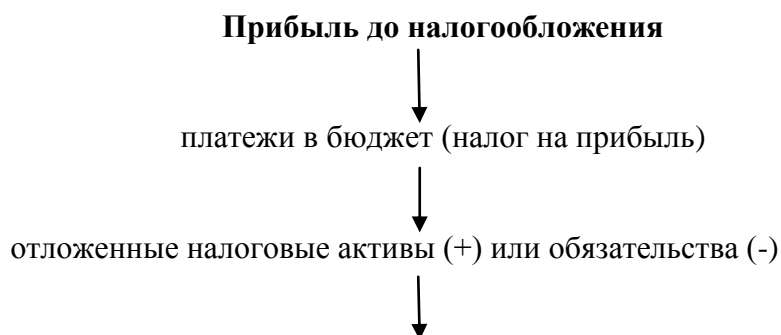 Прибыль до налогообложения
платежи в бюджет (налог на прибыль)
отложенные налоговые активы (+) или обязательства (-)